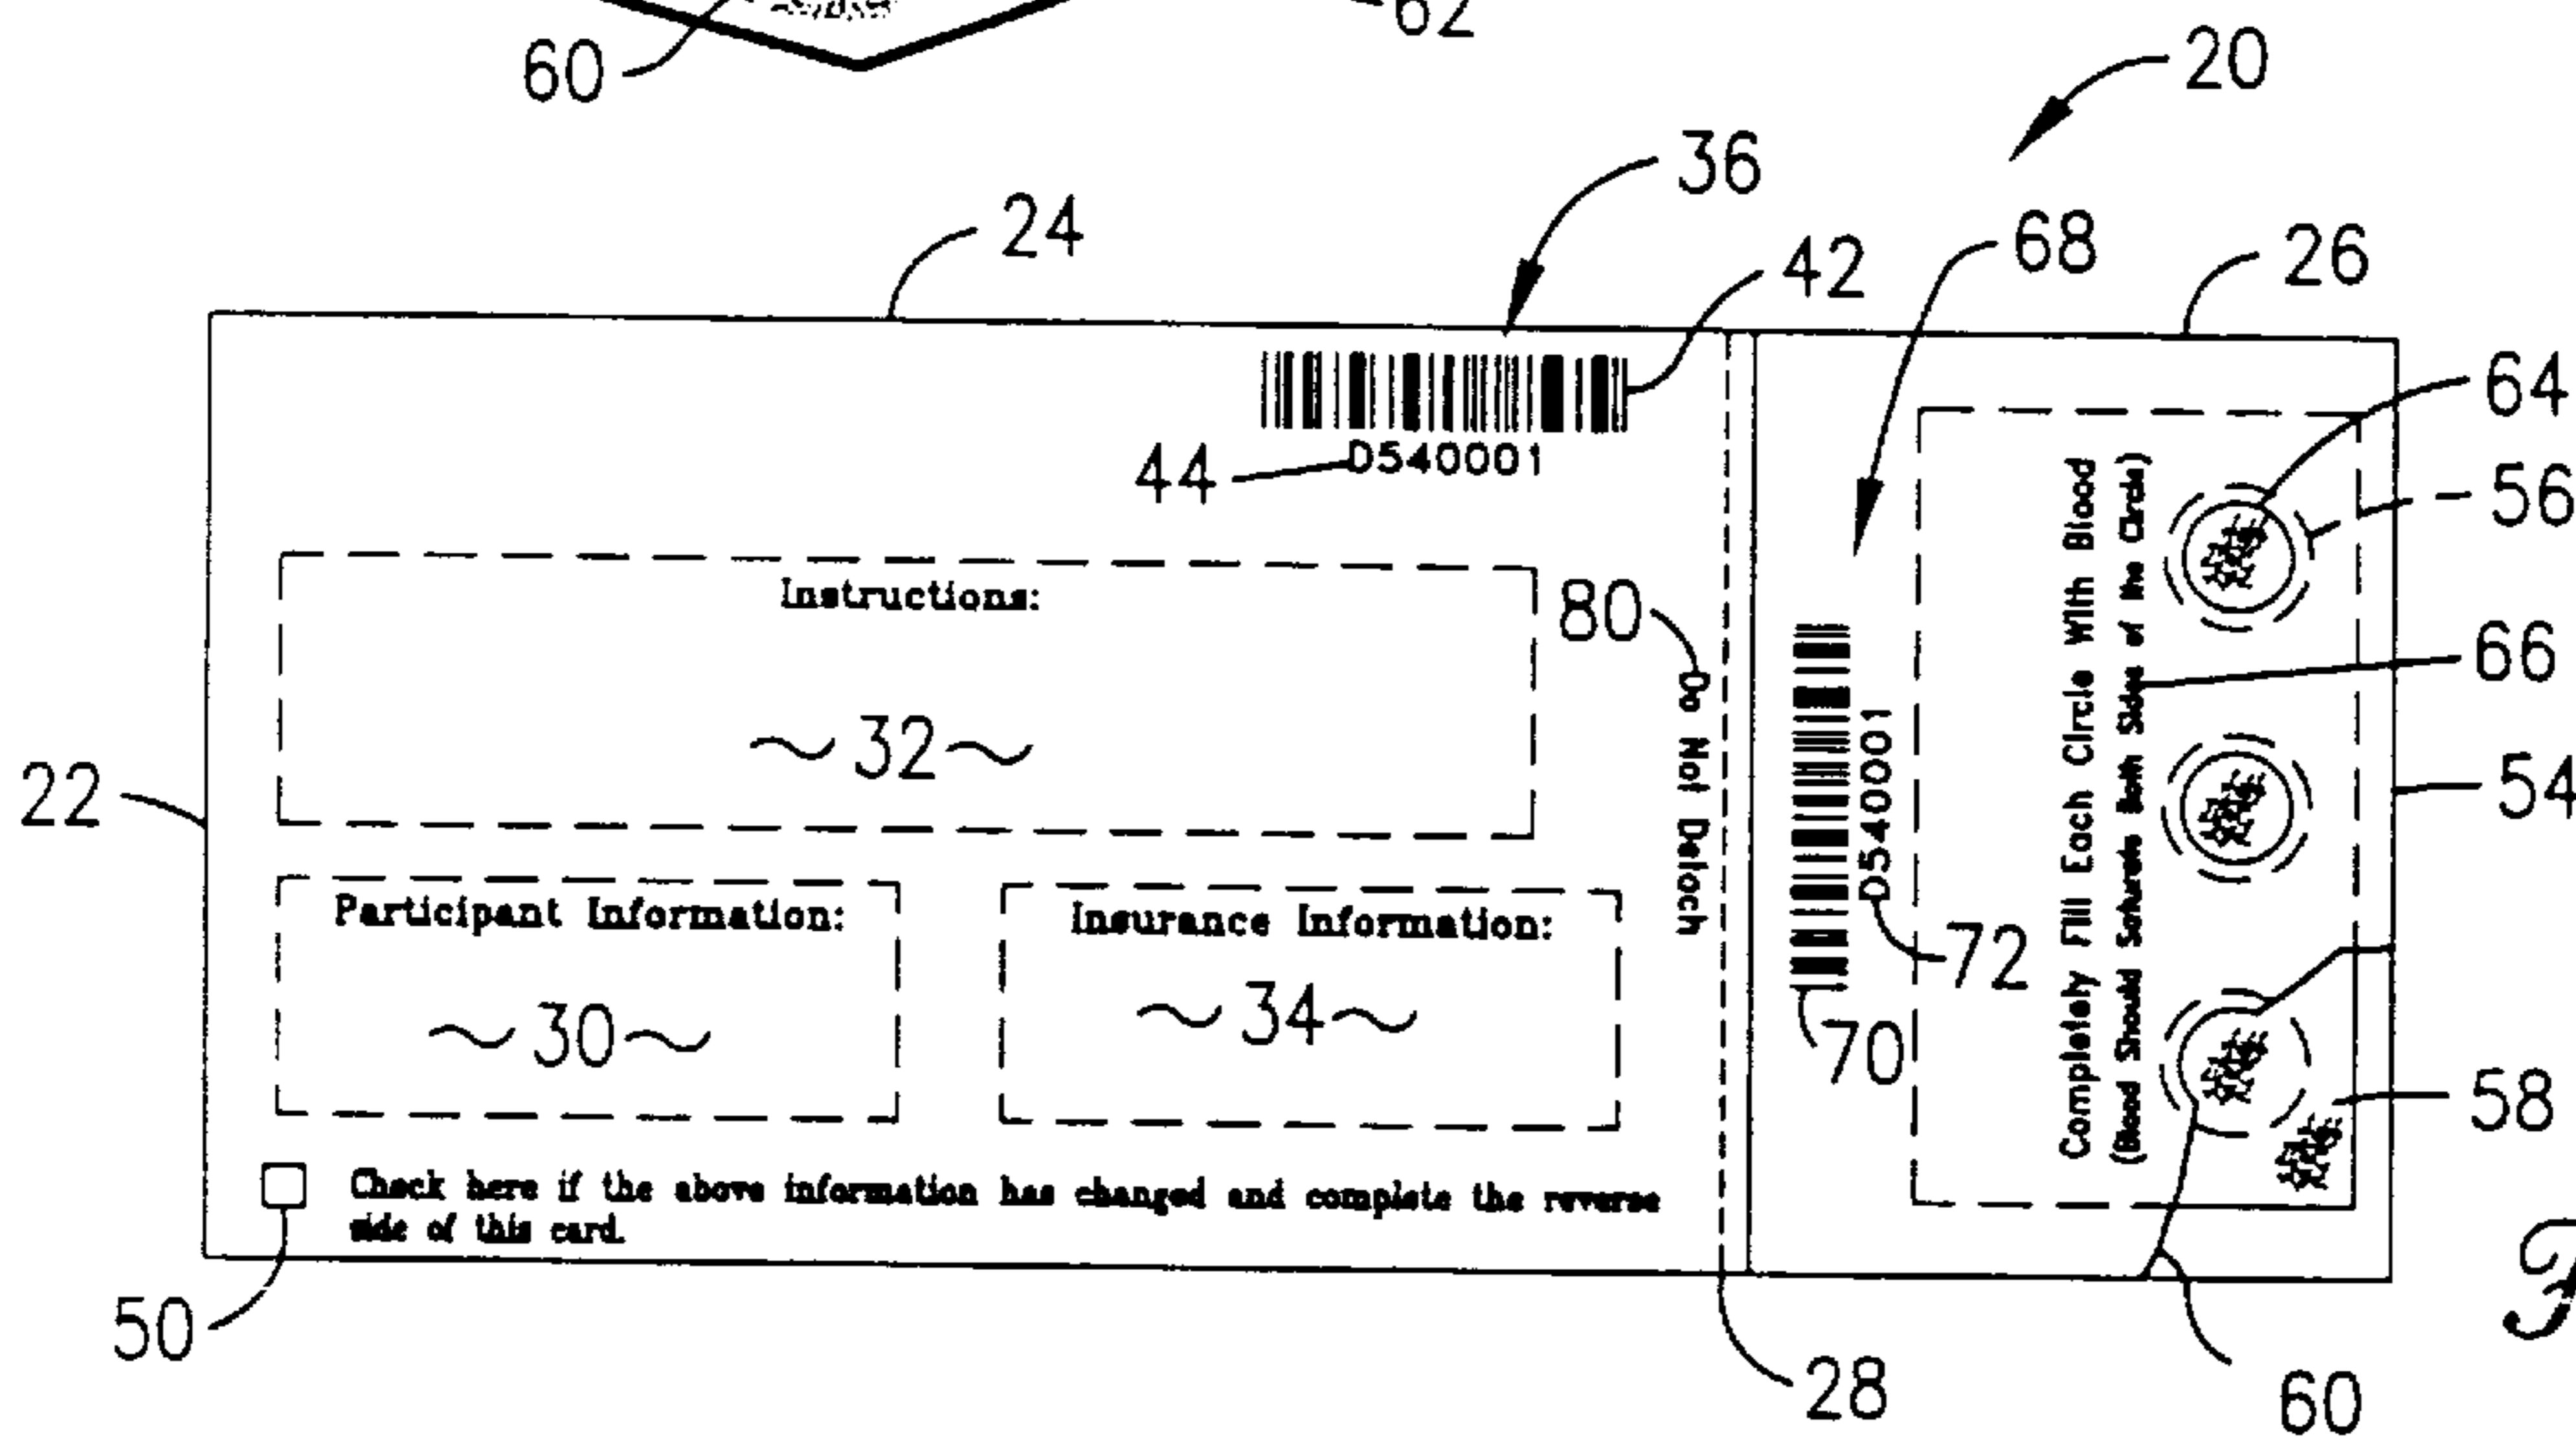 62
60
20
36
24
68
42
26
64
44
D540001
56
Instructions:
80
Completely Fill Each Circle With Blood
(Blood Should Saturate Both Sides of the Circle)
66
~32~
Do Not Detach
D540001
22
54
Participant Information:
Insurance Information:
72
~30~
~34~
70
58
Check here if the above information has changed and complete the reverse
side of this card.
50
28
60